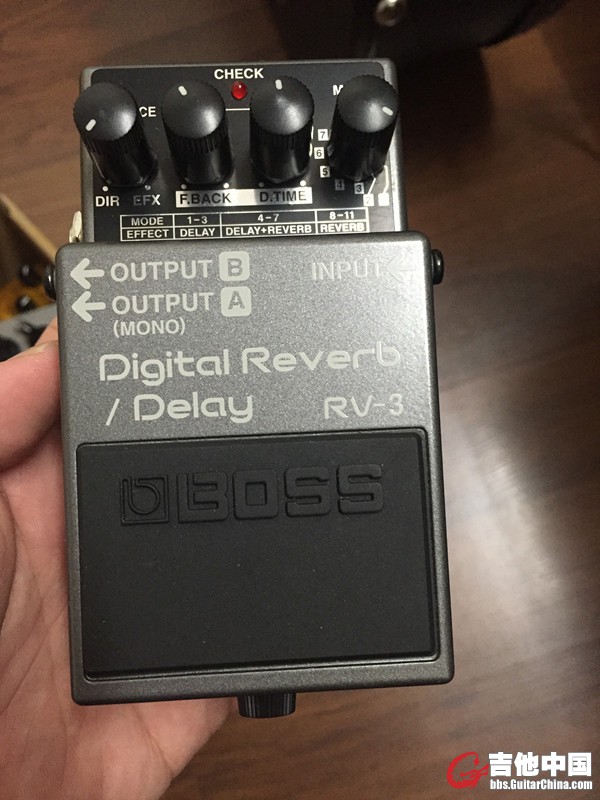 CHECK
DIR EFX F.BACK D.TIME
7
6
5
4
3
2
MODE 1-3 4-7 8-11
EFFECT DELAY DELAY+REVERB REVERB
← OUTPUT B INPUT ←
← OUTPUT A
(MONO)
Digital Reverb
/ Delay RV-3
BOSS
吉他中国
bbs.GuitarChina.com